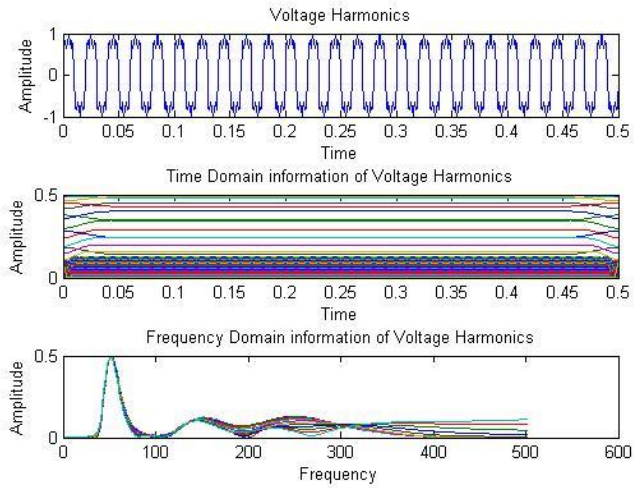 Voltage Harmonics
1
0
-1
Amplitude
0 0.05 0.1 0.15 0.2 0.25 0.3 0.35 0.4 0.45 0.5
Time
Time Domain information of Voltage Harmonics
0.5
0
Amplitude
0 0.05 0.1 0.15 0.2 0.25 0.3 0.35 0.4 0.45 0.5
Time
Frequency Domain information of Voltage Harmonics
0.5
0
Amplitude
0 100 200 300 400 500 600
Frequency